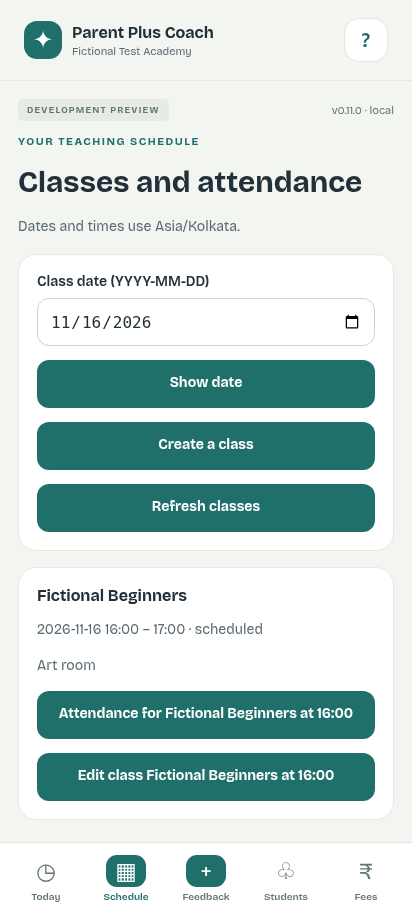 Parent Plus Coach
Fictional Test Academy
?
DEVELOPMENT PREVIEW
v0.11.0 · local
YOUR TEACHING SCHEDULE
Classes and attendance
Dates and times use Asia/Kolkata.
Class date (YYYY-MM-DD)
11/16/2026
Show date
Create a class
Refresh classes
Fictional Beginners
2026-11-16 16:00 – 17:00 · scheduled
Art room
Attendance for Fictional Beginners at 16:00
Edit class Fictional Beginners at 16:00
+
₹
Today
Schedule
Feedback
Students
Fees